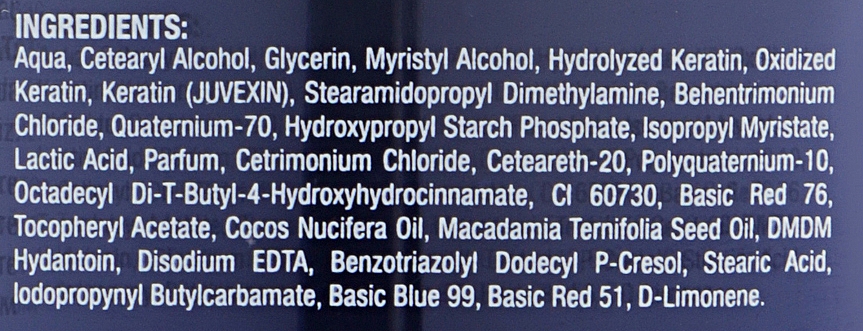 INGREDIENTS:
Aqua, Cetearyl Alcohol, Glycerin, Myristyl Alcohol, Hydrolyzed Keratin, Oxidized
Keratin, Keratin (JUVEXIN), Stearamidopropyl Dimethylamine, Behentrimonium
Chloride, Quaternium-70, Hydroxypropyl Starch Phosphate, Isopropyl Myristate,
Lactic Acid, Parfum, Cetrimonium Chloride, Ceteareth-20, Polyquaternium-10,
Octadecyl Di-T-Butyl-4-Hydroxyhydrocinnamate, CI 60730, Basic Red 76,
Tocopheryl Acetate, Cocos Nucifera Oil, Macadamia Ternifolia Seed Oil, DMDM
Hydantoin, Disodium EDTA, Benzotriazolyl Dodecyl P-Cresol, Stearic Acid,
Iodopropynyl Butylcarbamate, Basic Blue 99, Basic Red 51, D-Limonene.